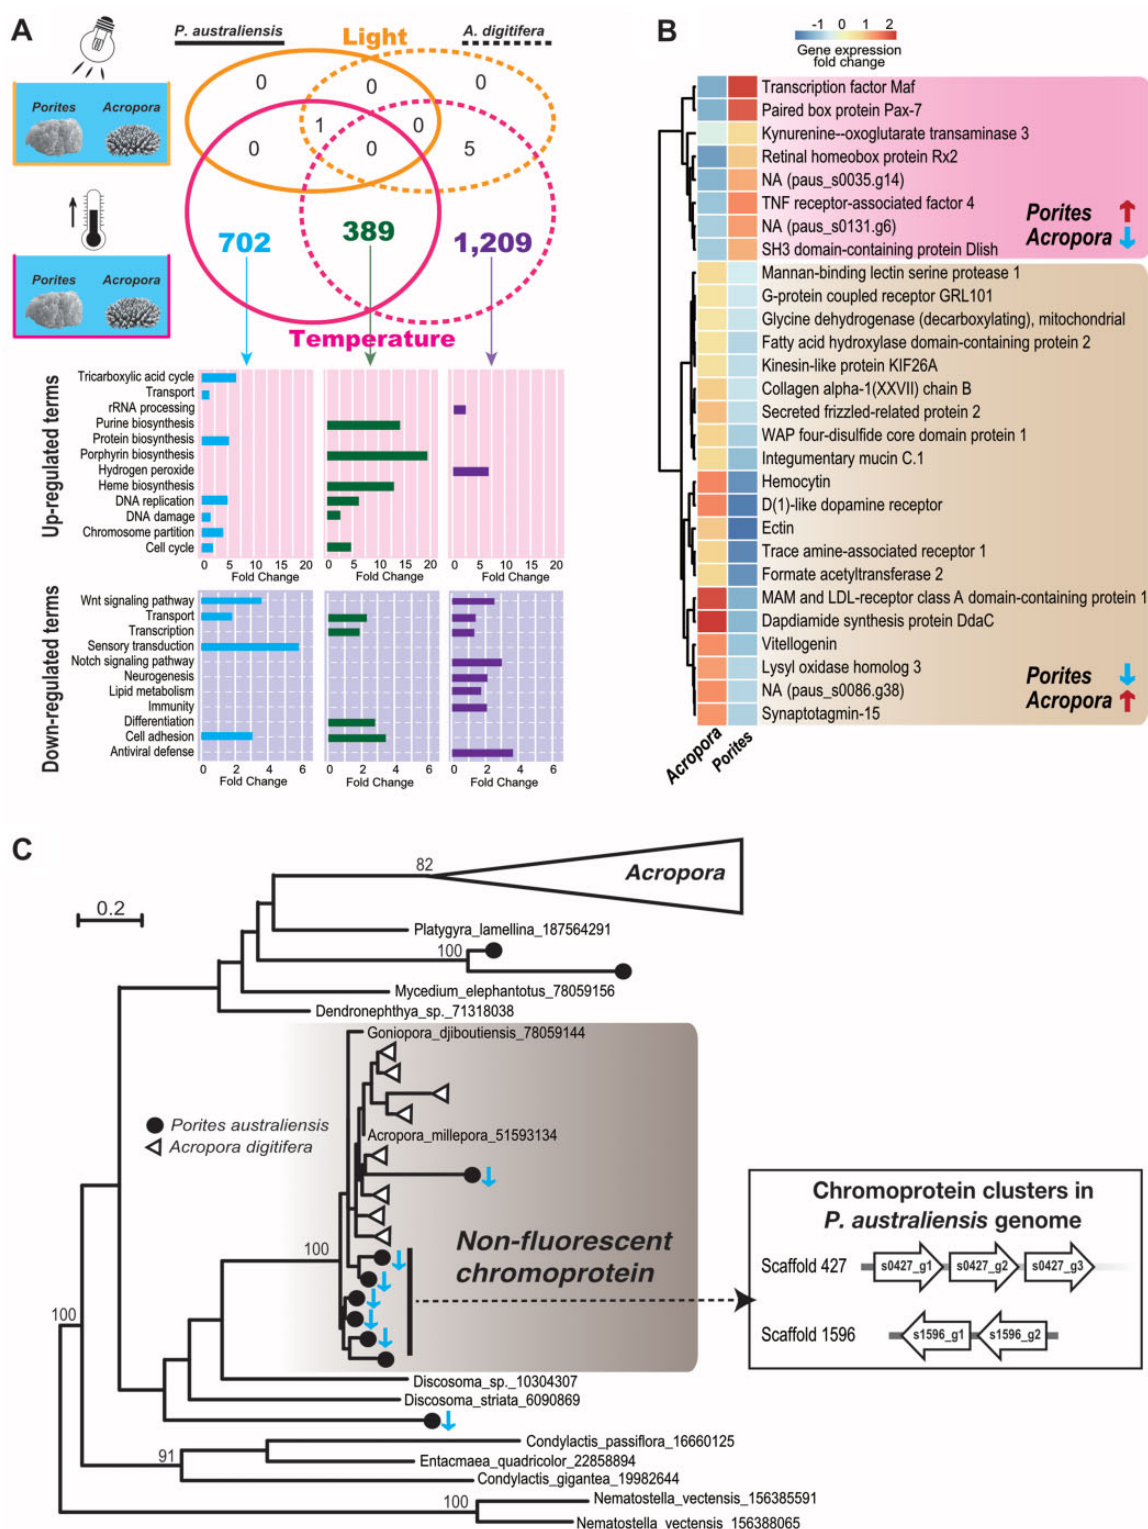 A
P. australiensis
Light
A. digitifera
Porites
Acropora
0
0
0
1
0
0
0
5
Porites
Acropora
702
389
1,209
Temperature
Up-regulated terms
Tricarboxylic acid cycle
Transport
rRNA processing
Purine biosynthesis
Protein biosynthesis
Porphyrin biosynthesis
Hydrogen peroxide
Heme biosynthesis
DNA replication
DNA damage
Chromosome partition
Cell cycle
0 5 10 15 20
0 5 10 15 20
0 5 10 15 20
Fold Change
Fold Change
Fold Change
Down-regulated terms
Wnt signaling pathway
Transport
Transcription
Sensory transduction
Notch signaling pathway
Neurogenesis
Lipid metabolism
Immunity
Differentiation
Cell adhesion
Antiviral defense
0 2 4 6
0 2 4 6
0 2 4 6
Fold Change
Fold Change
Fold Change
B
-1 0 1 2
Gene expression
fold change
Transcription factor Maf
Paired box protein Pax-7
Kynurenine--oxoglutarate transaminase 3
Retinal homeobox protein Rx2
NA (paus_s0035.g14)
TNF receptor-associated factor 4
NA (paus_s0131.g6)
SH3 domain-containing protein Dlish
Porites
Acropora
Mannan-binding lectin serine protease 1
G-protein coupled receptor GRL101
Glycine dehydrogenase (decarboxylating), mitochondrial
Fatty acid hydroxylase domain-containing protein 2
Kinesin-like protein KIF26A
Collagen alpha-1(XXVII) chain B
Secreted frizzled-related protein 2
WAP four-disulfide core domain protein 1
Integumentary mucin C.1
Hemocytin
D(1)-like dopamine receptor
Ectin
Trace amine-associated receptor 1
Formate acetyltransferase 2
MAM and LDL-receptor class A domain-containing protein 1
Dapdiamide synthesis protein DdaC
Vitellogenin
Lysyl oxidase homolog 3
NA (paus_s0086.g38)
Synaptotagmin-15
Porites
Acropora
Acropora
Porites
C
0.2
82
Acropora
Platygyra_lamellina_187564291
100
Mycedium_elephantotus_78059156
Dendronephthya_sp._71318038
Goniopora_djiboutiensis_78059144
Porites australiensis
Acropora digitifera
Acropora_millepora_51593134
100
Non-fluorescent
chromoprotein
Chromoprotein clusters in
P. australiensis genome
Scaffold 427
s0427_g1
s0427_g2
s0427_g3
Scaffold 1596
s1596_g1
s1596_g2
100
Discosoma_sp._10304307
Discosoma_striata_6090869
Condylactis_passiflora_16660125
91
Entacmaea_quadricolor_22858894
Condylactis_gigantea_19982644
100
Nematostella_vectensis_156385591
Nematostella_vectensis_156388065